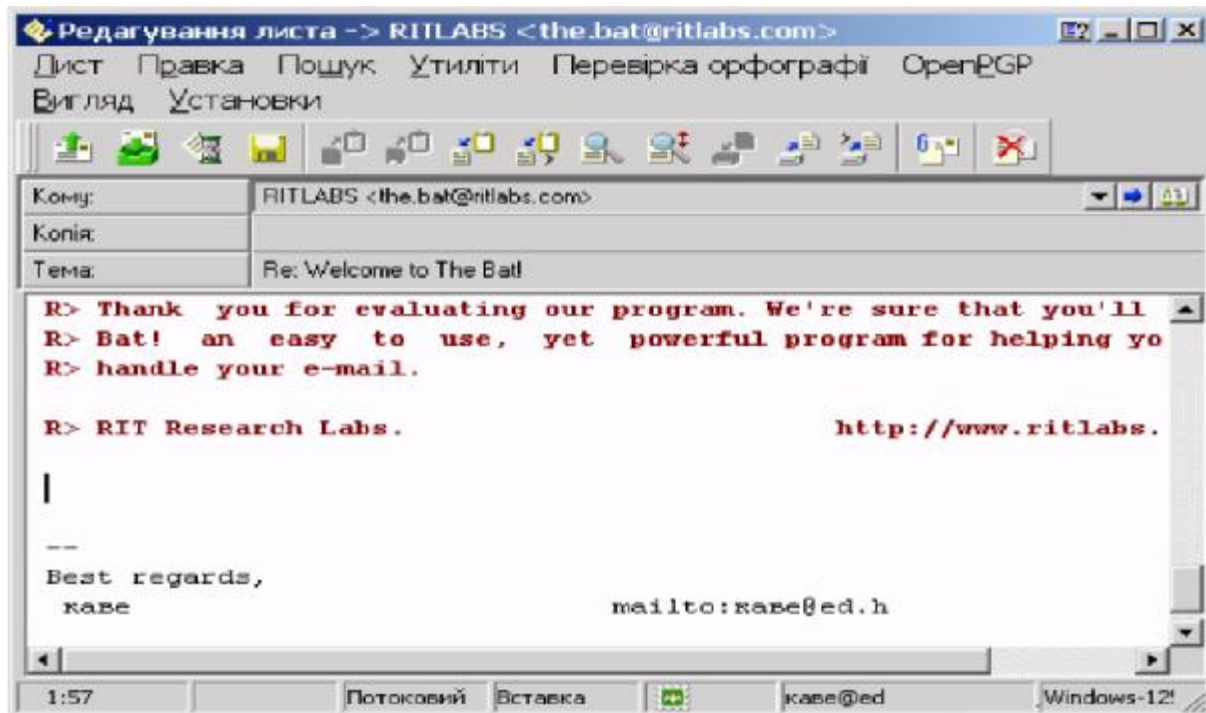 Редагування листа -> RITLABS <the.bat@ritlabs.com>
Лист Правка Пошук Утиліти Перевірка орфографії OpenPGP
Вигляд Установки
Кому: RITLABS <the.bat@ritlabs.com>
Копія:
Тема: Re: Welcome to The Bat!
R> Thank you for evaluating our program. We're sure that you'll
R> Bat! an easy to use, yet powerful program for helping yo
R> handle your e-mail.
R> RIT Research Labs. http://www.ritlabs.
--
Best regards,
каве mailto:каве@ed.h
1:57 Потоковий Вставка каве@ed Windows-125